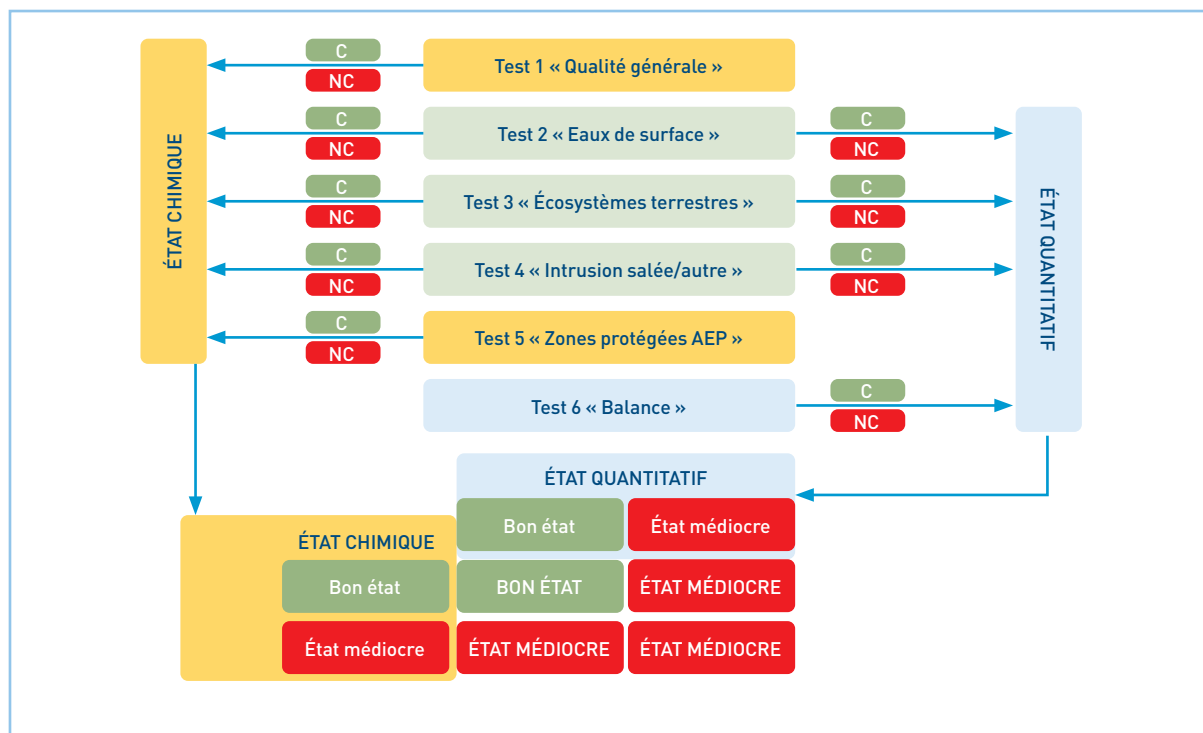 ÉTAT CHIMIQUE
C
NC
Test 1 « Qualité générale »
C
NC
Test 2 « Eaux de surface »
C
NC
C
NC
Test 3 « Écosystèmes terrestres »
C
NC
C
NC
Test 4 « Intrusion salée/autre »
C
NC
C
NC
Test 5 « Zones protégées AEP »
Test 6 « Balance »
C
NC
ÉTAT QUANTITATIF
ÉTAT QUANTITATIF
Bon état
État médiocre
ÉTAT CHIMIQUE
Bon état
BON ÉTAT
ÉTAT MÉDIOCRE
État médiocre
ÉTAT MÉDIOCRE
ÉTAT MÉDIOCRE